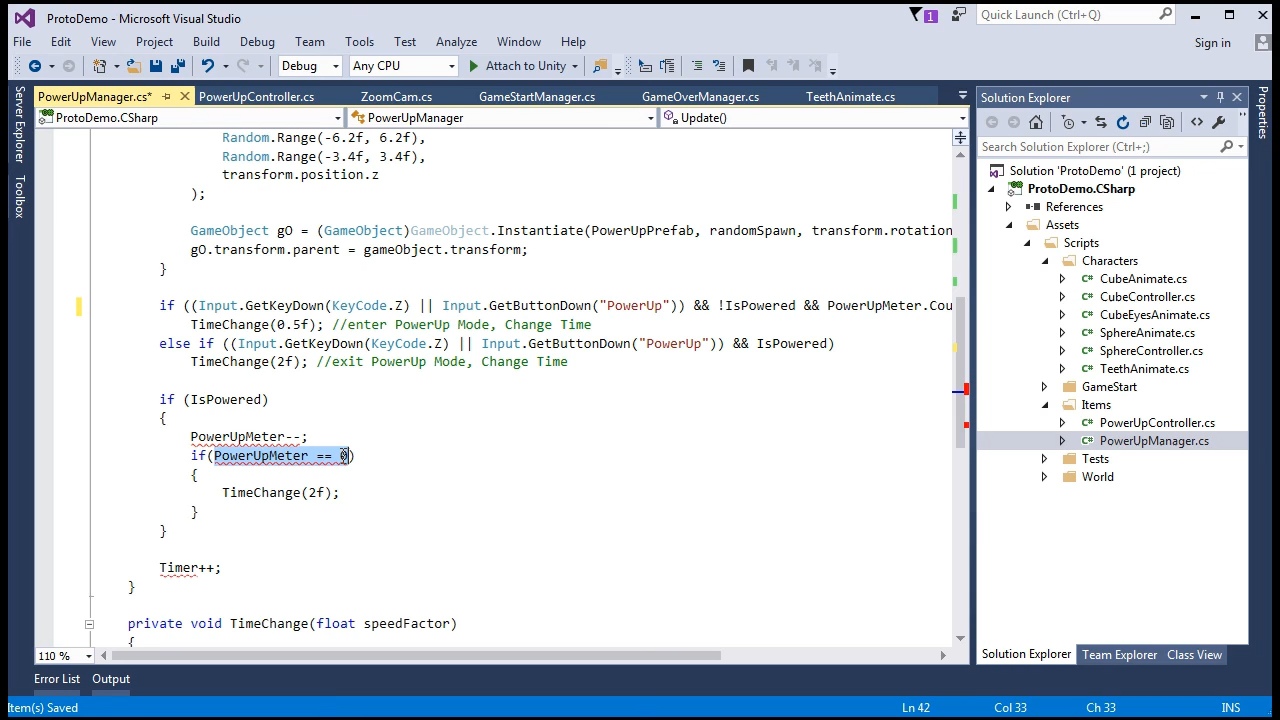 ProtoDemo - Microsoft Visual Studio
1
Quick Launch (Ctrl+Q)
File Edit View Project Build Debug Team Tools Test Analyze Window Help
Sign in
Debug Any CPU Attach to Unity
Server Explorer
Toolbox
PowerUpManager.cs* PowerUpController.cs ZoomCam.cs GameStartManager.cs GameOverManager.cs TeethAnimate.cs
ProtoDemo.CSharp PowerUpManager Update()
Random.Range(-6.2f, 6.2f),
Random.Range(-3.4f, 3.4f),
transform.position.z
);
GameObject gO = (GameObject)GameObject.Instantiate(PowerUpPrefab, randomSpawn, transform.rotation
gO.transform.parent = gameObject.transform;
}
if ((Input.GetKeyDown(KeyCode.Z) || Input.GetButtonDown("PowerUp")) && !IsPowered && PowerUpMeter.Cou
TimeChange(0.5f); //enter PowerUp Mode, Change Time
else if ((Input.GetKeyDown(KeyCode.Z) || Input.GetButtonDown("PowerUp")) && IsPowered)
TimeChange(2f); //exit PowerUp Mode, Change Time
if (IsPowered)
{
PowerUpMeter--;
if(PowerUpMeter == 0)
{
TimeChange(2f);
}
}
Timer++;
}
private void TimeChange(float speedFactor)
{
110 %
Solution Explorer
Search Solution Explorer (Ctrl+;)
Solution 'ProtoDemo' (1 project)
ProtoDemo.CSharp
References
Assets
Scripts
Characters
CubeAnimate.cs
CubeController.cs
CubeEyesAnimate.cs
SphereAnimate.cs
SphereController.cs
TeethAnimate.cs
GameStart
Items
PowerUpController.cs
PowerUpManager.cs
Tests
World
Solution Explorer Team Explorer Class View
Properties
Error List Output
Item(s) Saved Ln 42 Col 33 Ch 33 INS